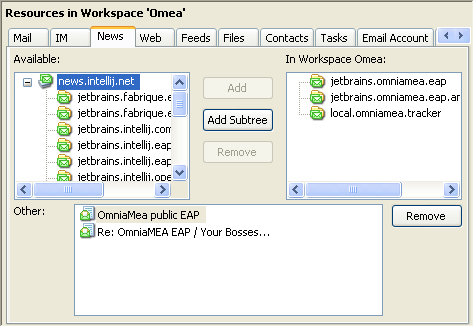 Resources in Workspace 'Omea'
Mail IM News Web Feeds Files Contacts Tasks Email Account
Available: In Workspace Omea:
news.intellij.net
jetbrains.fabrique.e
jetbrains.fabrique.e
jetbrains.intellij.com
jetbrains.intellij.eap
jetbrains.intellij.eap
jetbrains.intellij.ope
Add
Add Subtree
Remove
jetbrains.omniamea.eap
jetbrains.omniamea.eap.ar
local.omniamea.tracker
Other:
OmniaMea public EAP
Re: OmniaMEA EAP / Your Bosses...
Remove